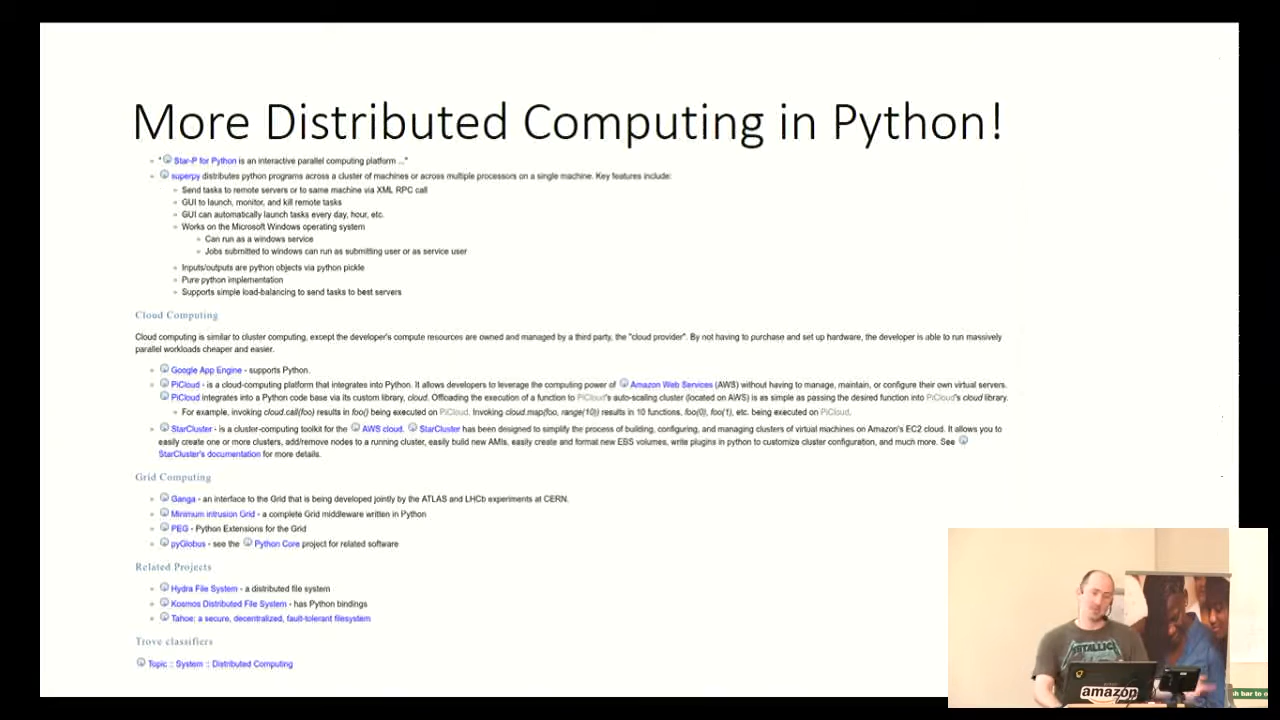 More Distributed Computing in Python!
" Star-P for Python is an interactive parallel computing platform ..."
superpy distributes python programs across a cluster of machines or across multiple processors on a single machine. Key features include:
Send tasks to remote servers or to same machine via XML RPC call
GUI to launch, monitor, and kill remote tasks
GUI can automatically launch tasks every day, hour, etc.
Works on the Microsoft Windows operating system
Can run as a windows service
Jobs submitted to windows can run as submitting user or as service user
Inputs/outputs are python objects via python pickle
Pure python implementation
Supports simple load-balancing to send tasks to best servers
Cloud Computing
Cloud computing is similar to cluster computing, except the developer's compute resources are owned and managed by a third party, the "cloud provider". By not having to purchase and set up hardware, the developer is able to run massively
parallel workloads cheaper and easier.
Google App Engine - supports Python.
PiCloud - is a cloud-computing platform that integrates into Python. It allows developers to leverage the computing power of Amazon Web Services (AWS) without having to manage, maintain, or configure their own virtual servers.
PiCloud integrates into a Python code base via its custom library, cloud. Offloading the execution of a function to PiCloud's auto-scaling cluster (located on AWS) is as simple as passing the desired function into PiCloud's cloud library.
For example, invoking cloud.call(foo) results in foo() being executed on PiCloud. Invoking cloud.map(foo, range(10)) results in 10 functions, foo(0), foo(1), etc. being executed on PiCloud.
StarCluster - is a cluster-computing toolkit for the AWS cloud. StarCluster has been designed to simplify the process of building, configuring, and managing clusters of virtual machines on Amazon's EC2 cloud. It allows you to
easily create one or more clusters, add/remove nodes to a running cluster, easily build new AMIs, easily create and format new EBS volumes, write plugins in python to customize cluster configuration, and much more. See
StarCluster's documentation for more details.
Grid Computing
Ganga - an interface to the Grid that is being developed jointly by the ATLAS and LHCb experiments at CERN.
Minimum intrusion Grid - a complete Grid middleware written in Python
PEG - Python Extensions for the Grid
pyGlobus - see the Python Core project for related software
Related Projects
Hydra File System - a distributed file system
Kosmos Distributed File System - has Python bindings
Tahoe: a secure, decentralized, fault-tolerant filesystem
Trove classifiers
Topic :: System :: Distributed Computing
METALLICA
amazon
bar to